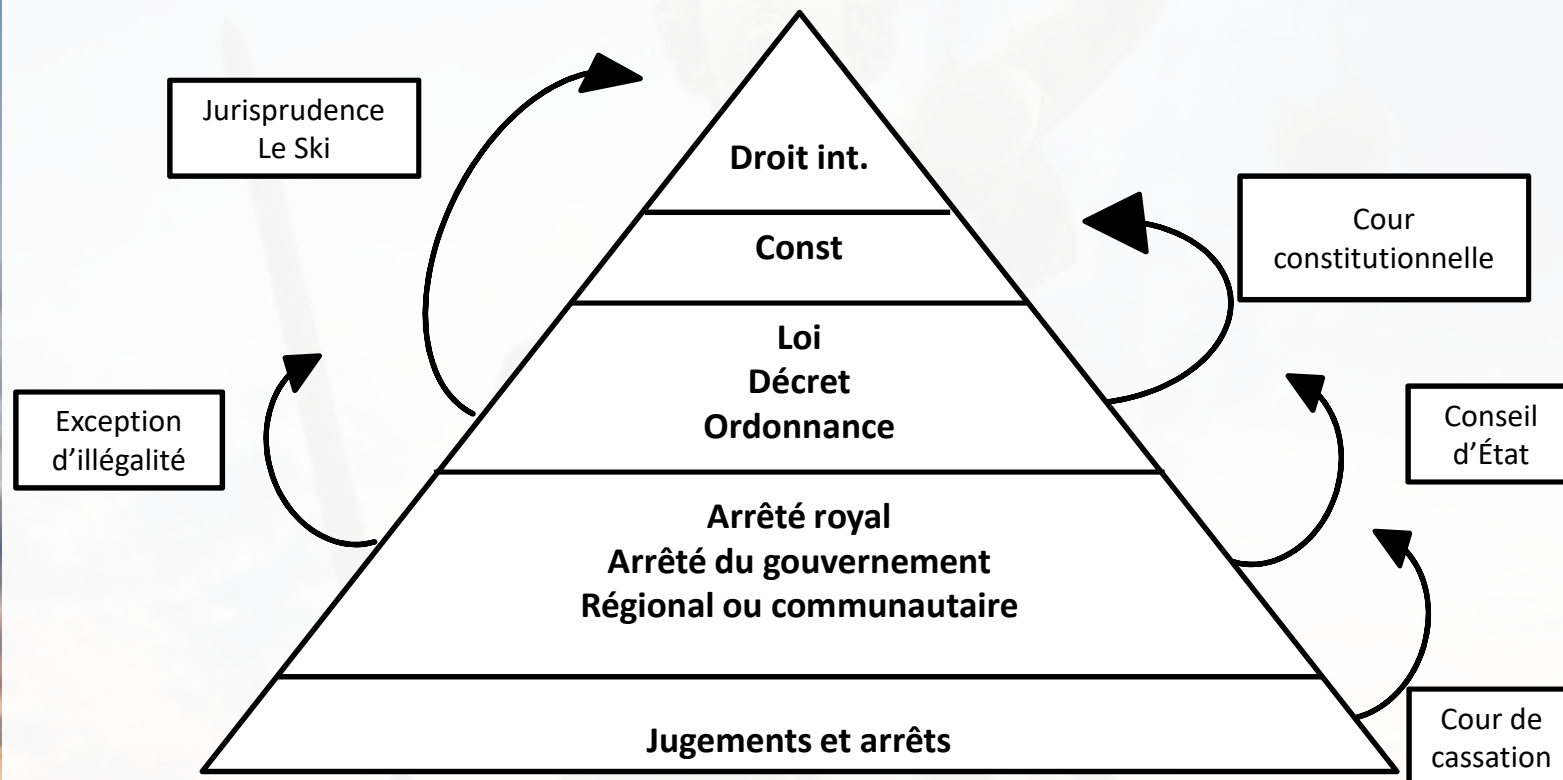 Jurisprudence
Le Ski
Droit int.
Const
Cour
constitutionnelle
Loi
Décret
Ordonnance
Exception
d’illégalité
Conseil
d’État
Arrêté royal
Arrêté du gouvernement
Régional ou communautaire
Jugements et arrêts
Cour de
cassation